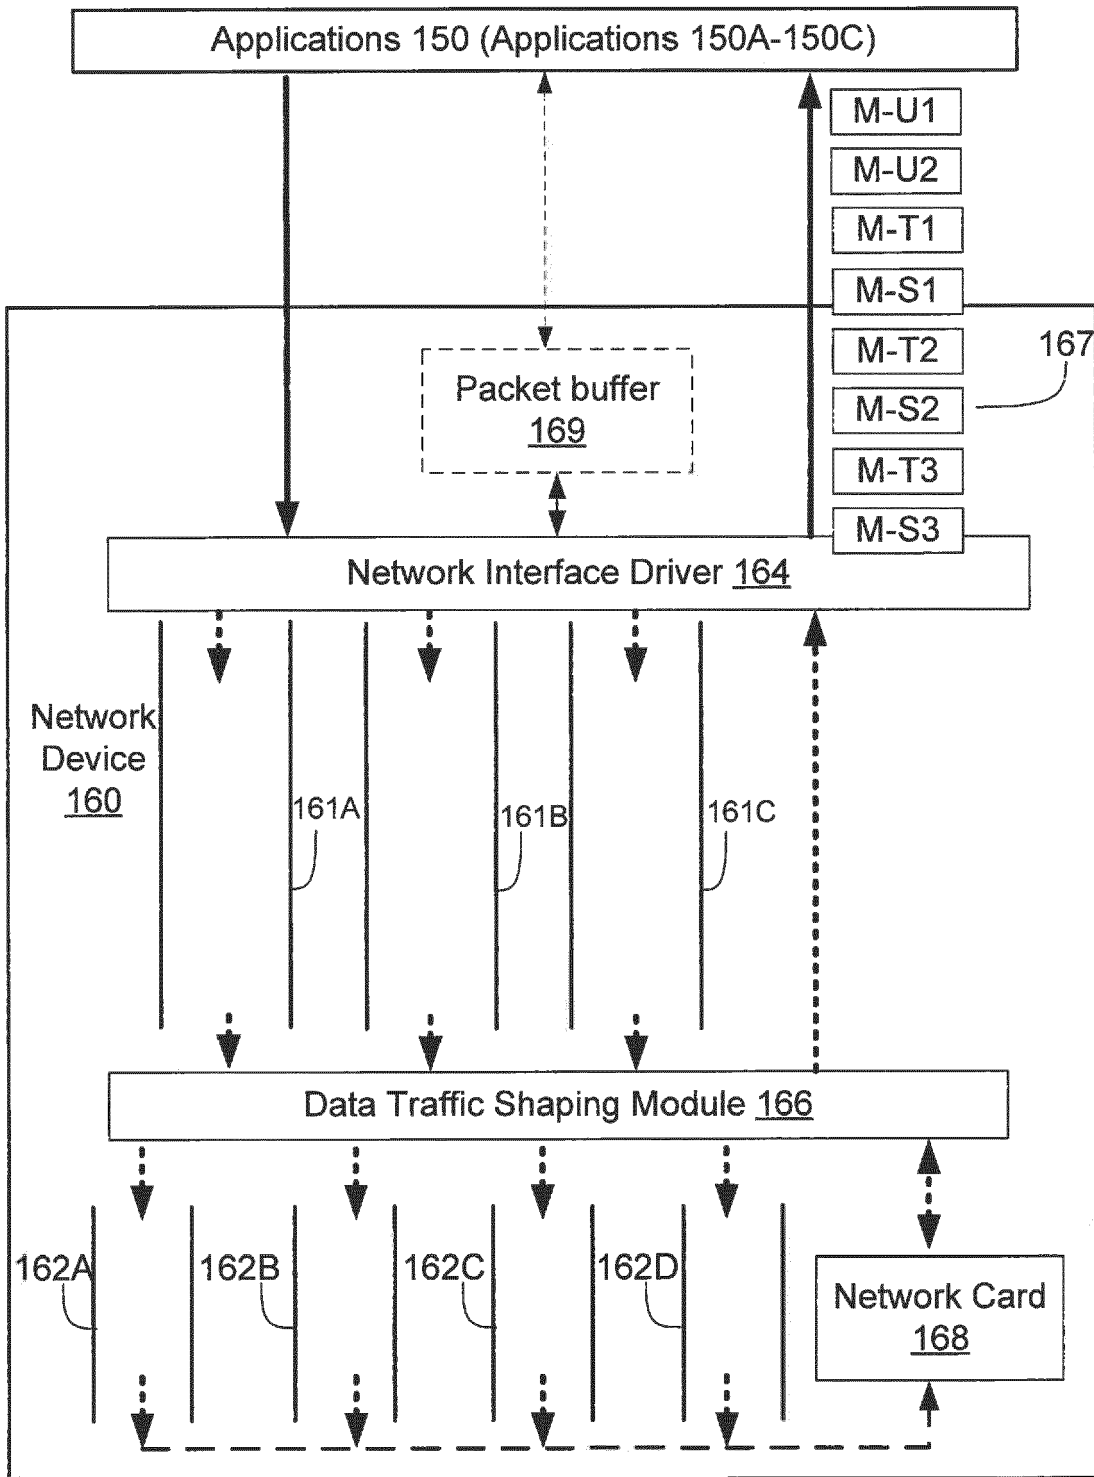 Applications 150 (Applications 150A-150C)
M-U1
M-U2
M-T1
M-S1
M-T2
167
M-S2
Packet buffer
169
M-T3
M-S3
Network Interface Driver 164
Network
Device
160
161A
161B
161C
Data Traffic Shaping Module 166
162A
162B
162C
162D
Network Card
168